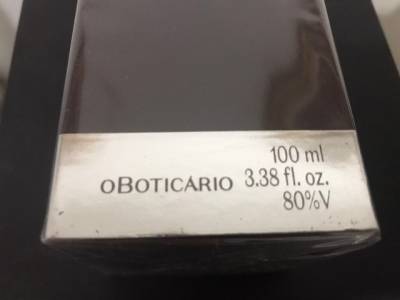 100 ml
OBOTICÁRIO 3.38 fl. oz.
80%V